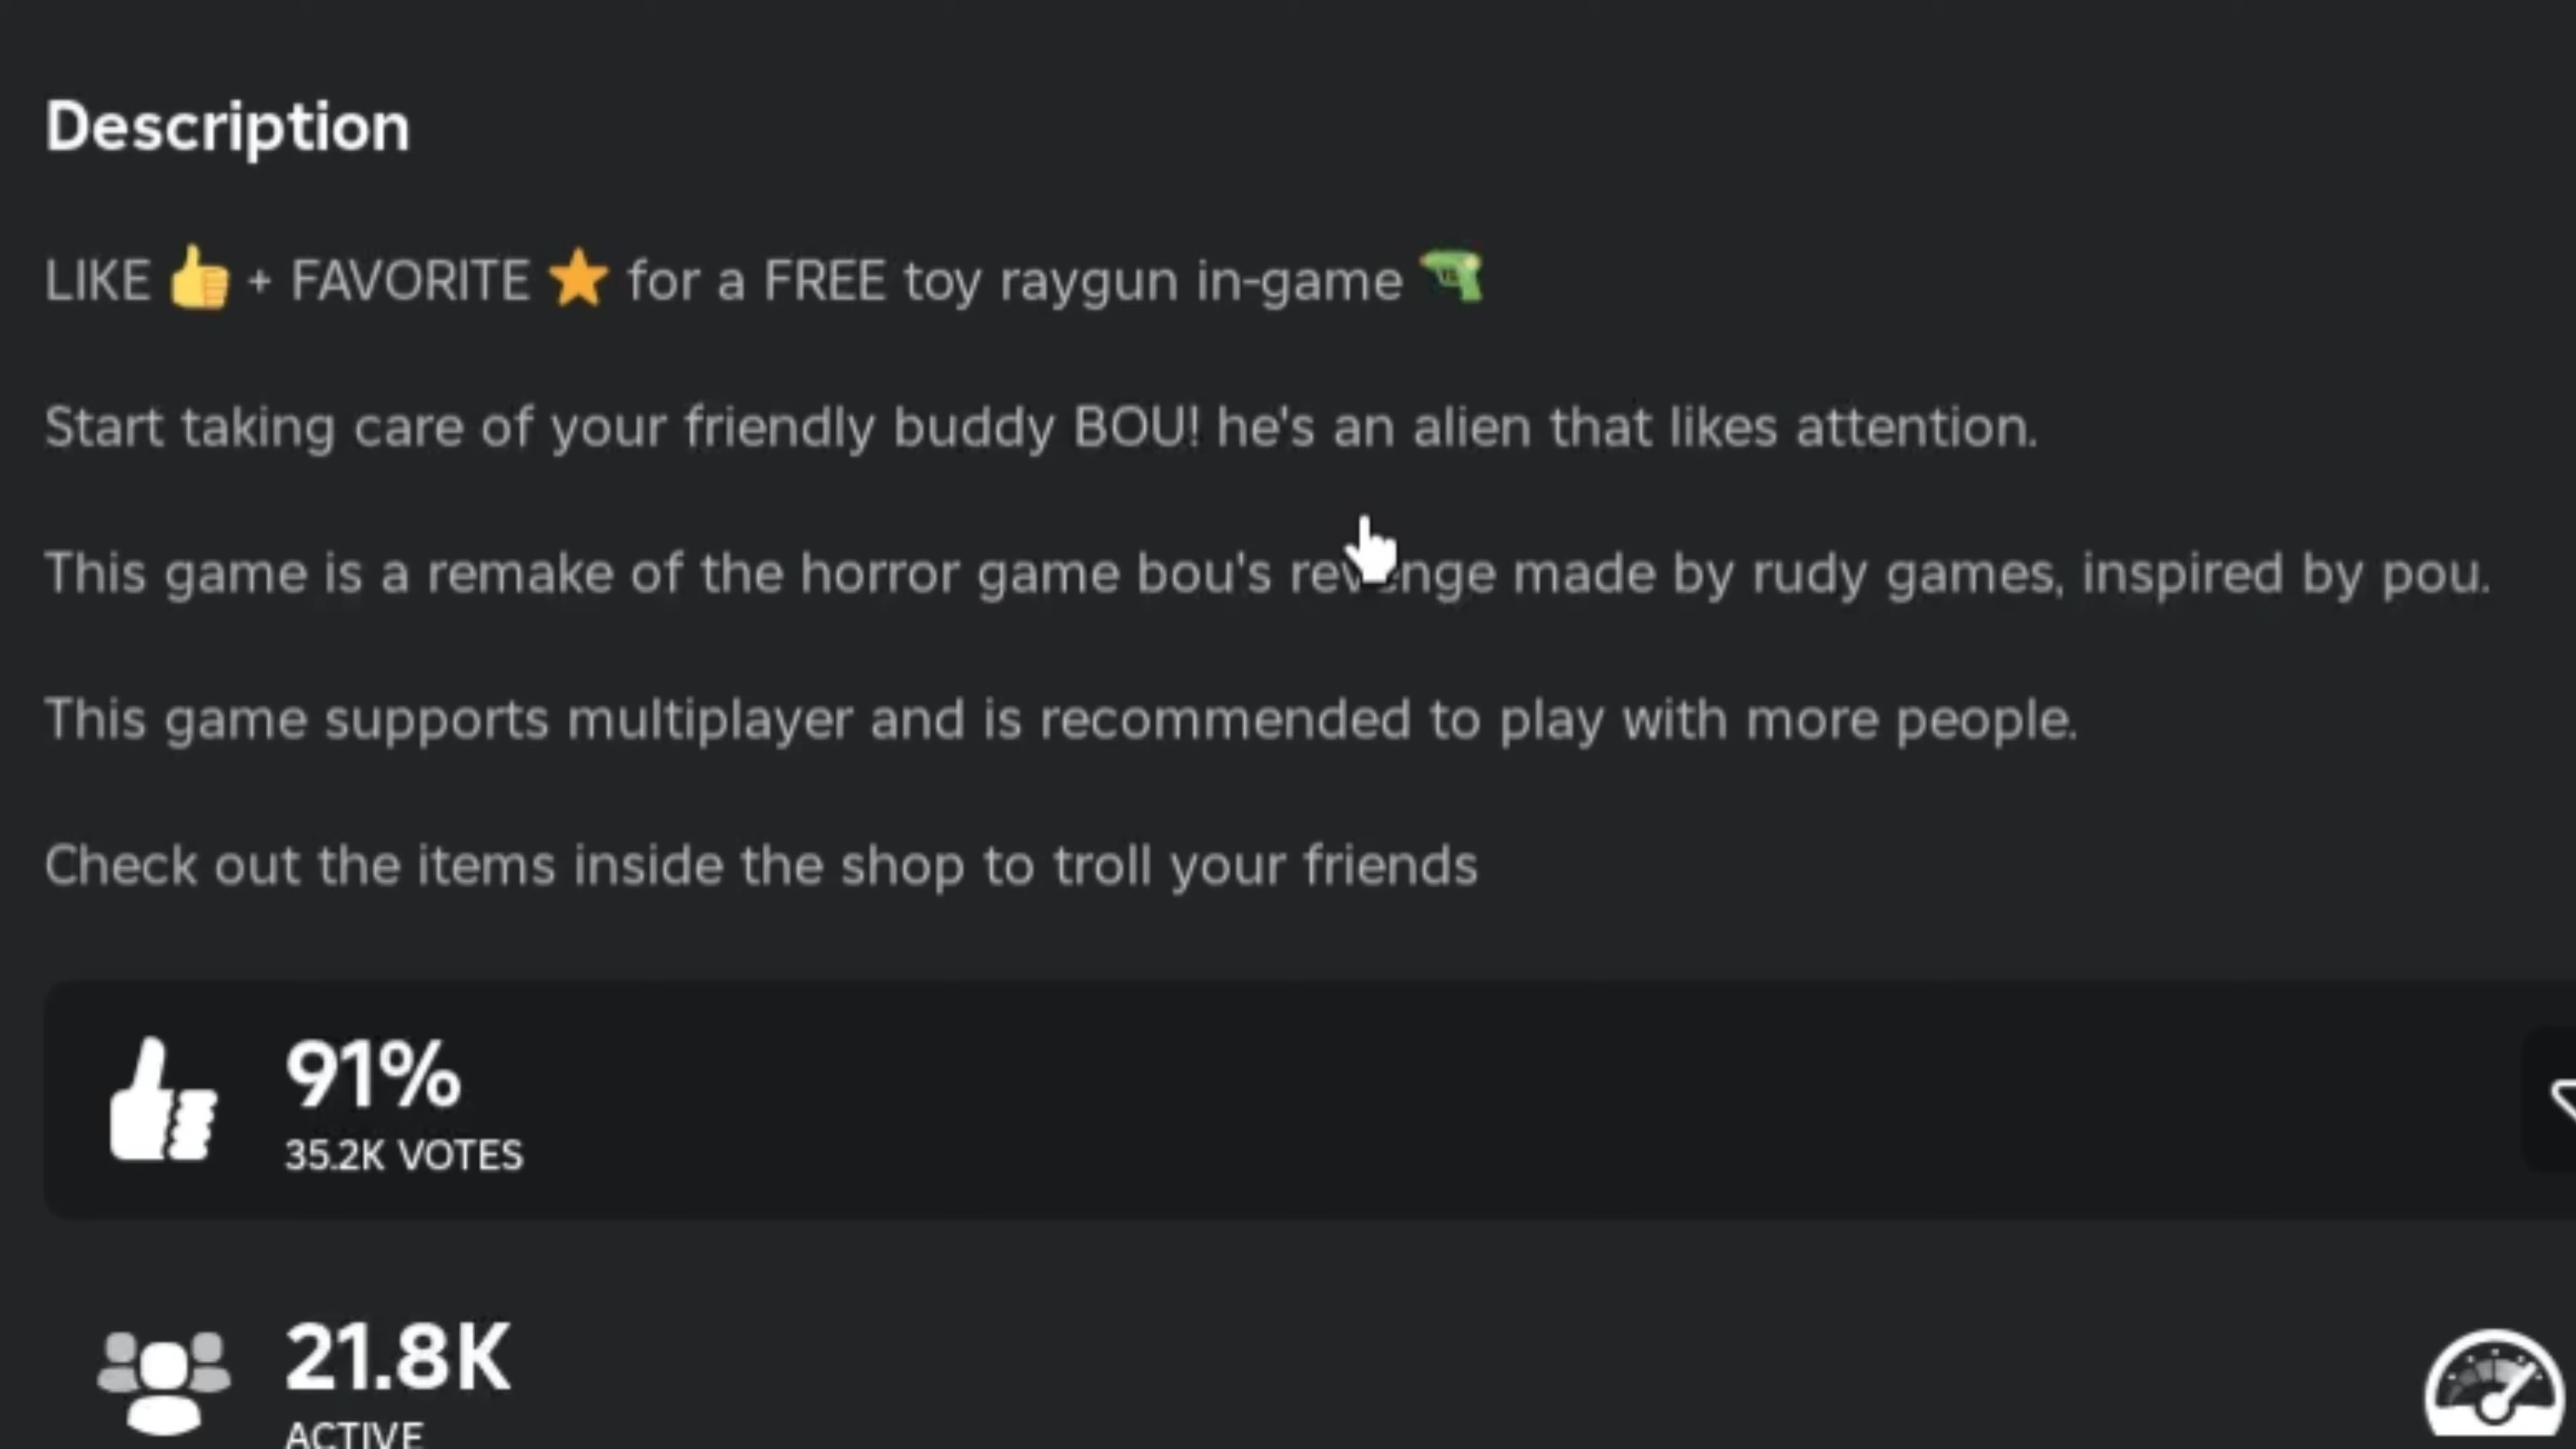 Description
LIKE 👍 + FAVORITE ⭐ for a FREE toy raygun in-game 🔫
Start taking care of your friendly buddy BOU! he's an alien that likes attention.
This game is a remake of the horror game bou's revenge made by rudy games, inspired by pou.
This game supports multiplayer and is recommended to play with more people.
Check out the items inside the shop to troll your friends
91%
35.2K VOTES
21.8K
ACTIVE